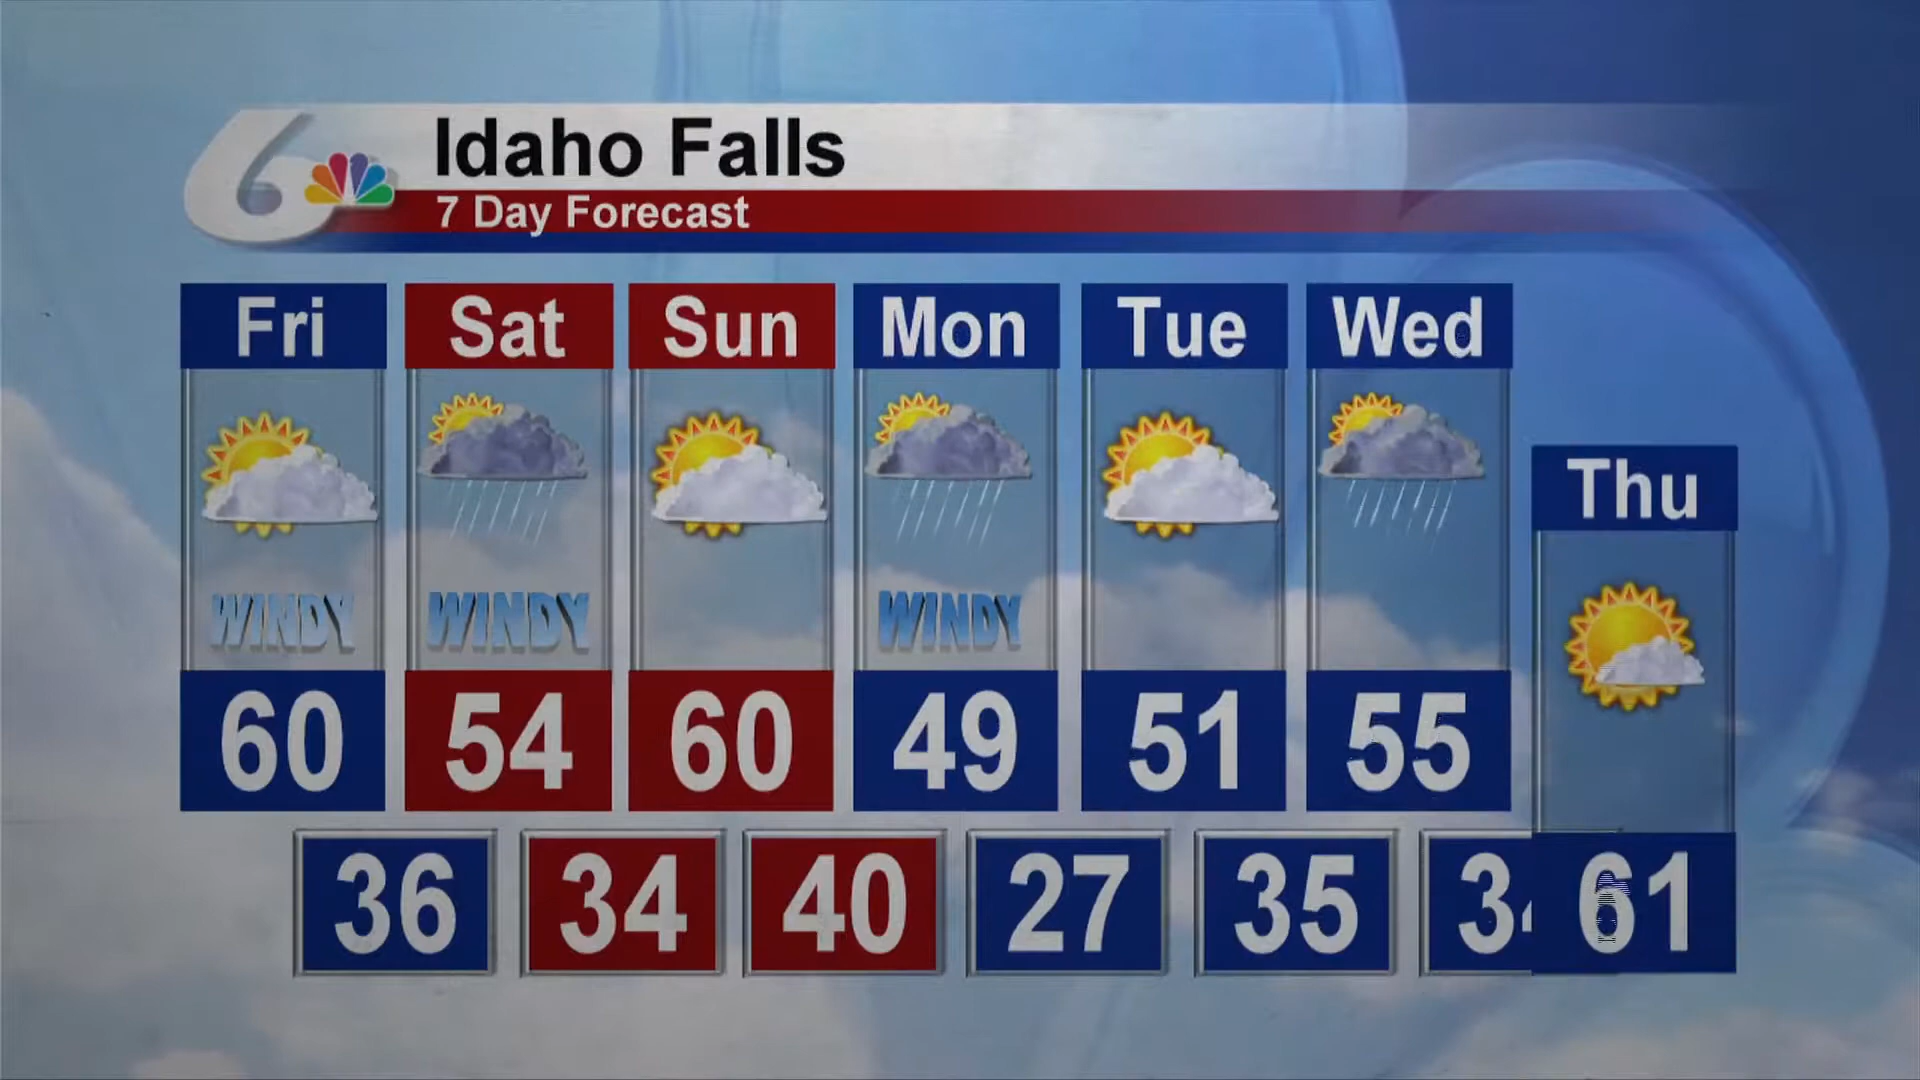 6
Idaho Falls
7 Day Forecast
Fri Sat Sun Mon Tue Wed Thu
WINDY WINDY WINDY
60 54 60 49 51 55
36 34 40 27 35 61